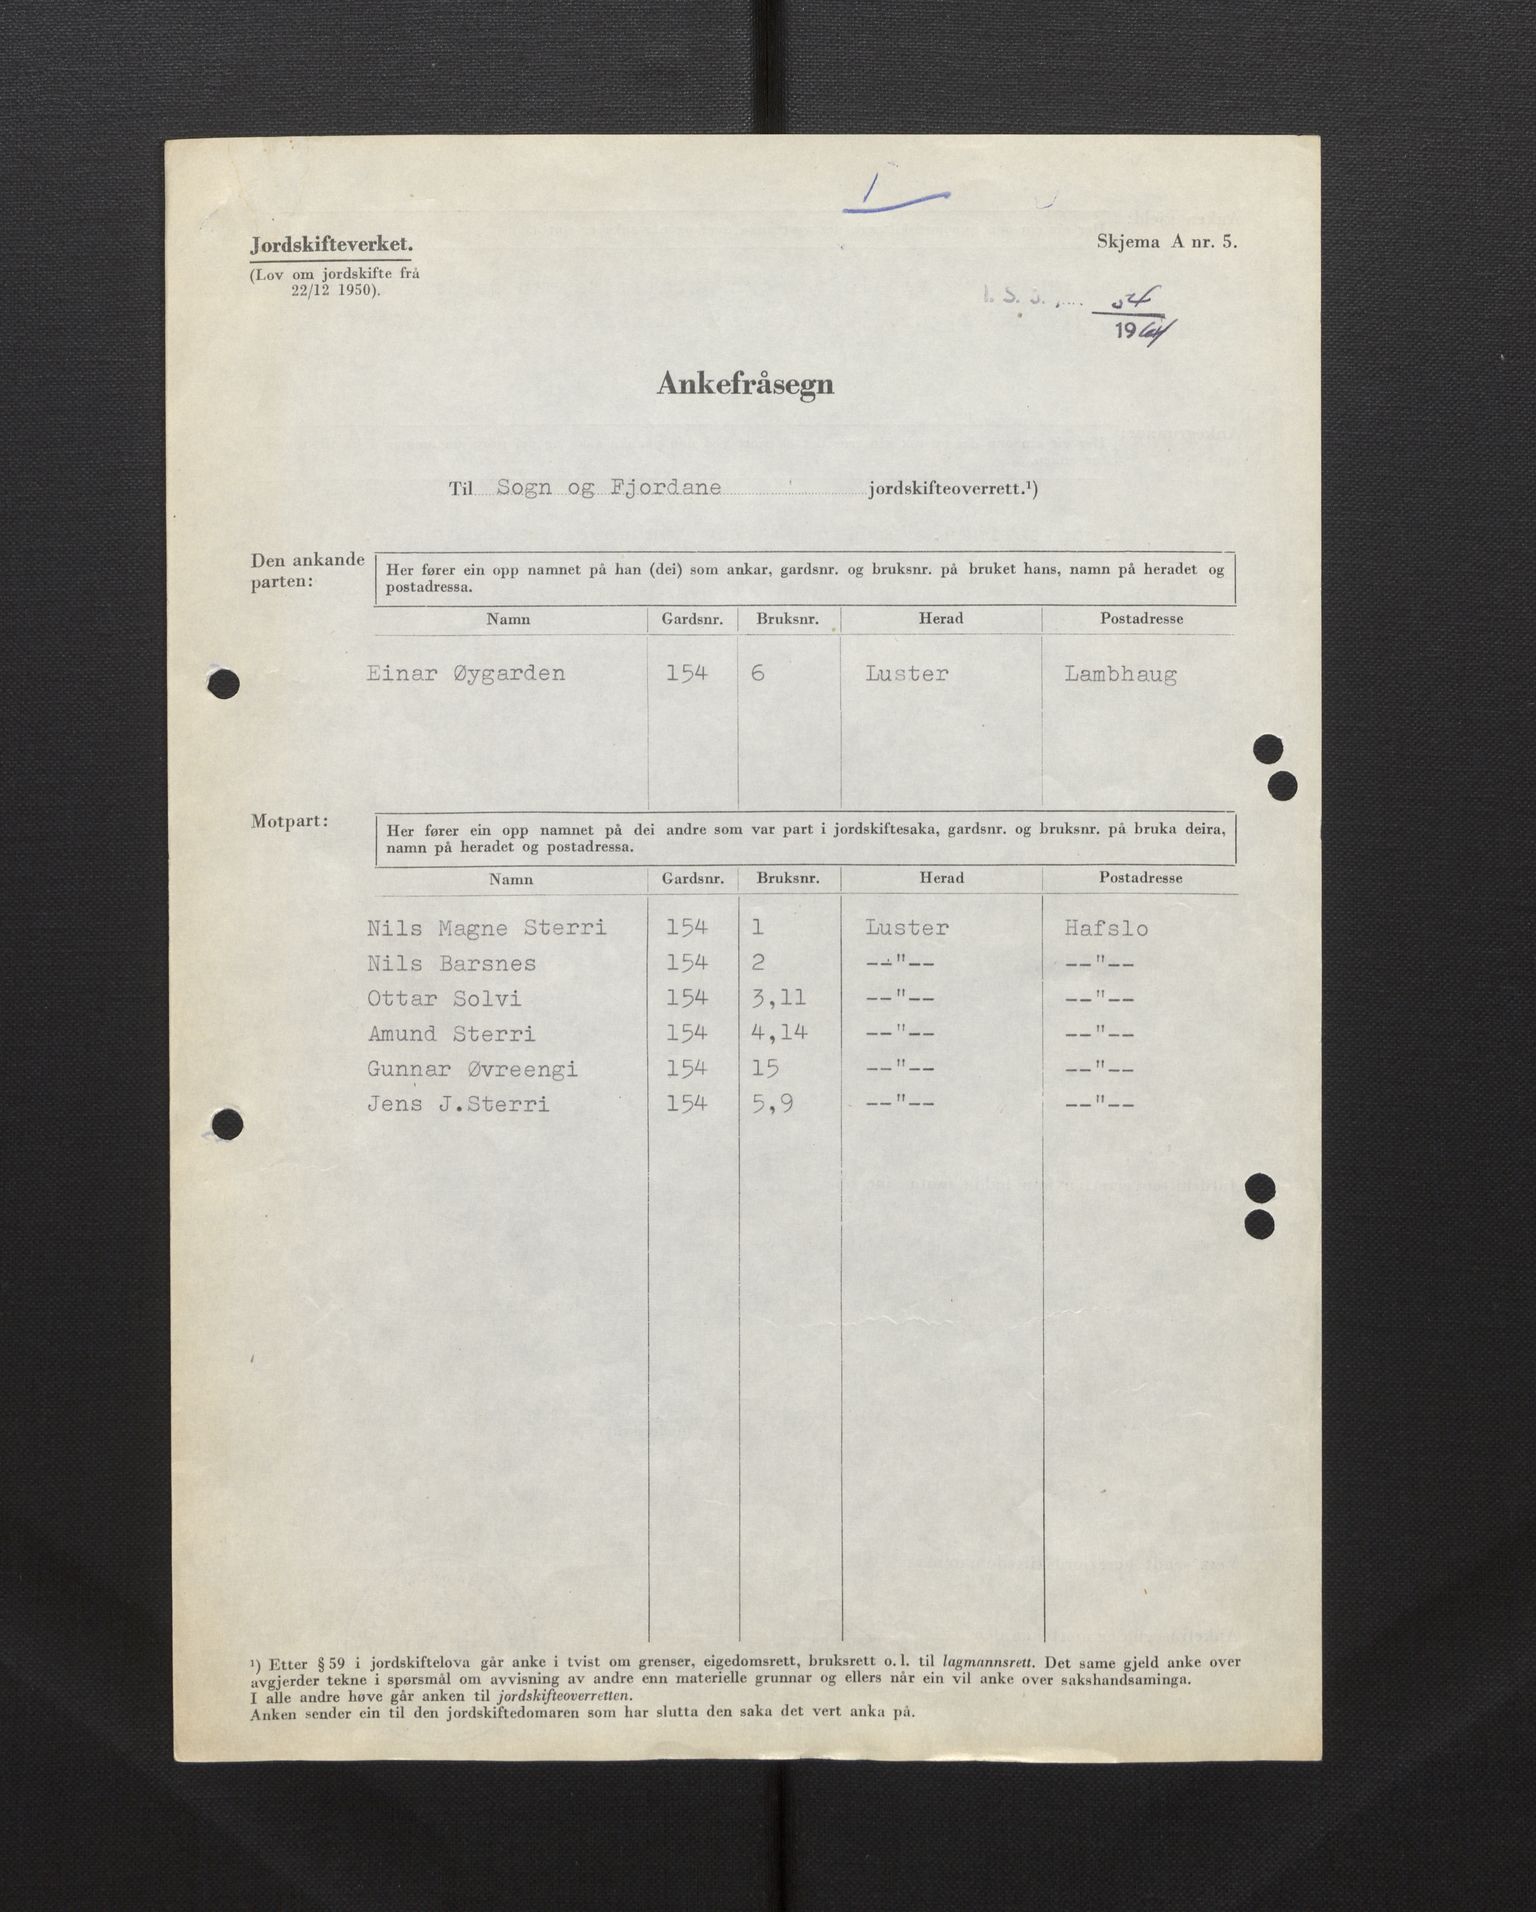 I
Jordskifteverket.
Skjema A nr. 5.
(Lov om jordskifte frå
22/12 1950).
54
1964
Ankefråsegn
Til Sogn og Fjordane jordskifteoverrett.¹)
Den ankande parten:
Her fører ein opp namnet på han (dei) som ankar, gardsnr. og bruksnr. på bruket hans, namn på heradet og
postadressa.
Namn Gardsnr. Bruksnr. Herad Postadresse
Einar Øygarden 154 6 Luster Lambhaug
Motpart:
Her fører ein opp namnet på dei andre som var part i jordskiftesaka, gardsnr. og bruksnr. på bruka deira,
namn på heradet og postadressa.
Namn Gardsnr. Bruksnr. Herad Postadresse
Nils Magne Sterri 154 1 Luster Hafslo
Nils Barsnes 154 2 --"-- --"--
Ottar Solvi 154 3,11 --"-- --"--
Amund Sterri 154 4,14 --"-- --"--
Gunnar Øvreengi 154 15 --"-- --"--
Jens J.Sterri 154 5,9 --"-- --"--
¹) Etter § 59 i jordskiftelova går anke i tvist om grenser, eigedomsrett, bruksrett o. l. til lagmannsrett. Det same gjeld anke over
avgjerder tekne i spørsmål om avvisning av andre enn materielle grunnar og ellers når ein vil anke over sakshandsaminga.
I alle andre høve går anken til jordskifteoverretten.
Anken sender ein til den jordskiftedomaren som har slutta den saka det vert anka på.